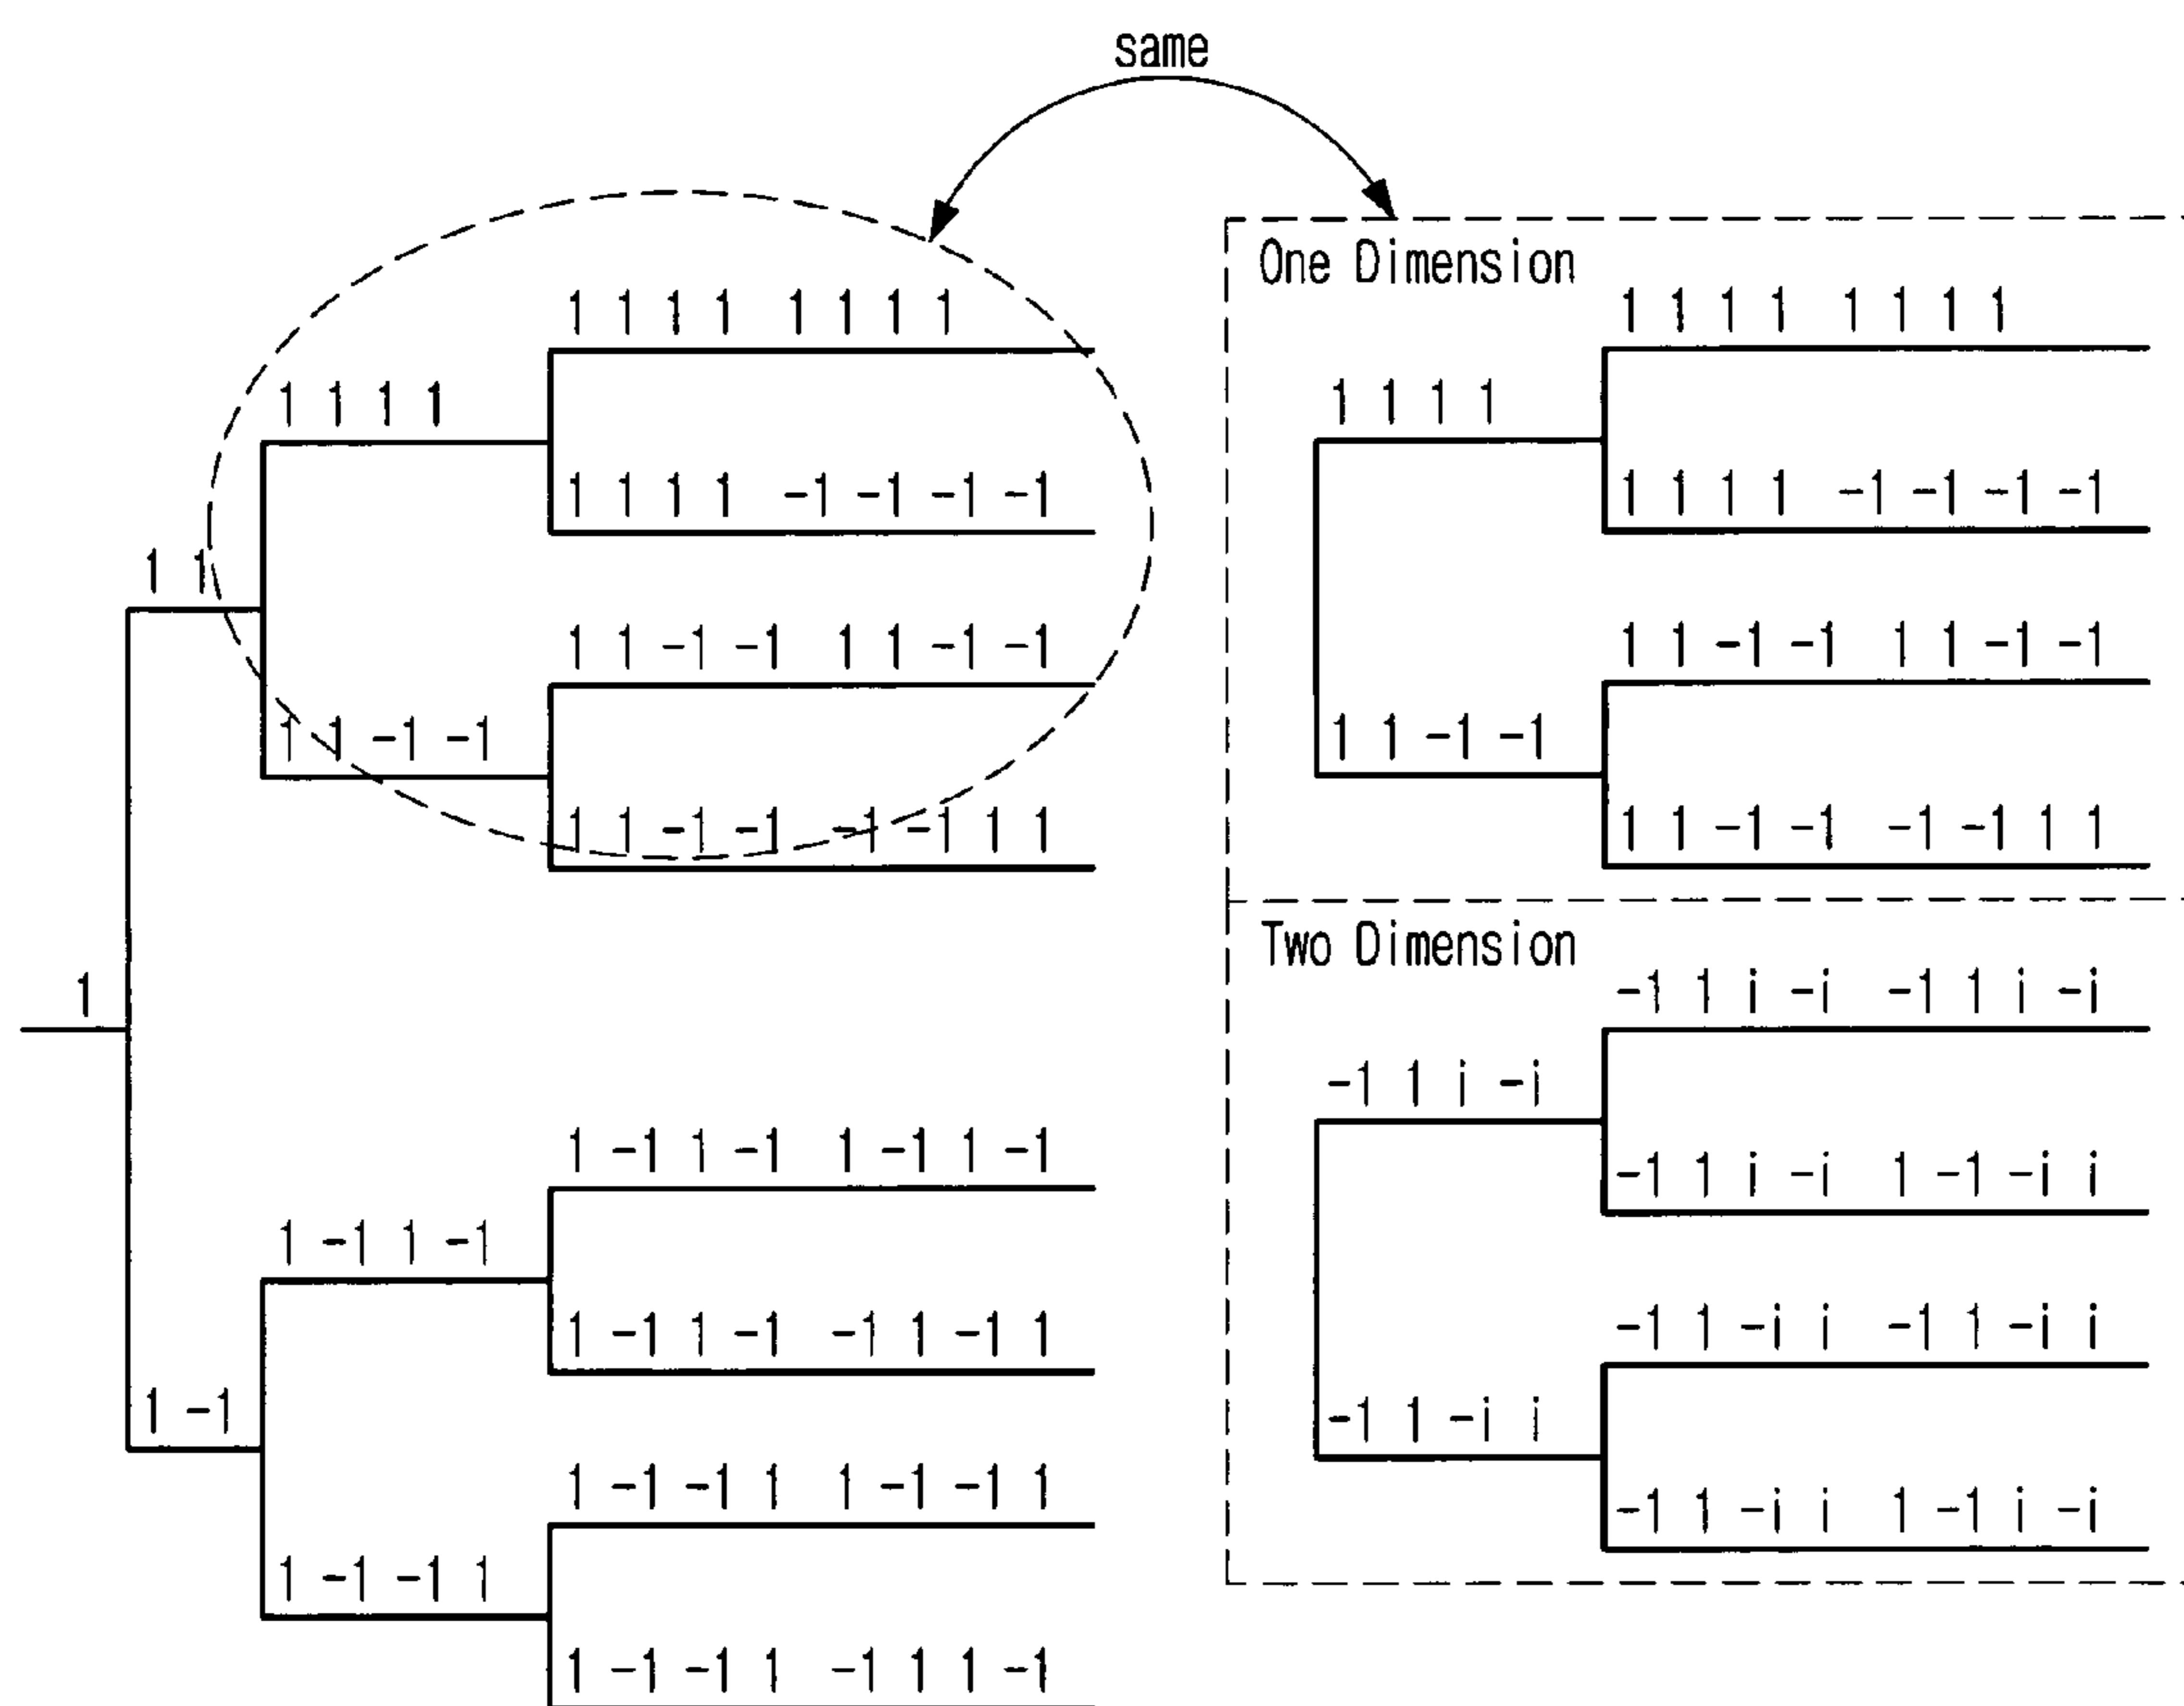 same
1 1 1 1 1 1 1 1
1 1 1 1
1 1 1 1 -1 -1 -1 -1
1 1
1 1 -1 -1 1 1 -1 -1
1 1 -1 -1
1 1 -1 -1 -1 -1 1 1
1
1 -1 1 -1 1 -1 1 -1
1 -1 1 -1
1 -1 1 -1 -1 1 -1 1
1 -1
1 -1 -1 1 1 -1 -1 1
1 -1 -1 1
1 -1 -1 1 -1 1 1 -1
One Dimension
1 1 1 1 1 1 1 1
1 1 1 1
1 1 1 1 -1 -1 -1 -1
1 1 -1 -1 1 1 -1 -1
1 1 -1 -1
1 1 -1 -1 -1 -1 1 1
Two Dimension
-1 1 i -i -1 1 i -i
-1 1 i -i
-1 1 i -i 1 -1 -i i
-1 1 -i i -1 1 -i i
-1 1 -i i
-1 1 -i i 1 -1 i -i